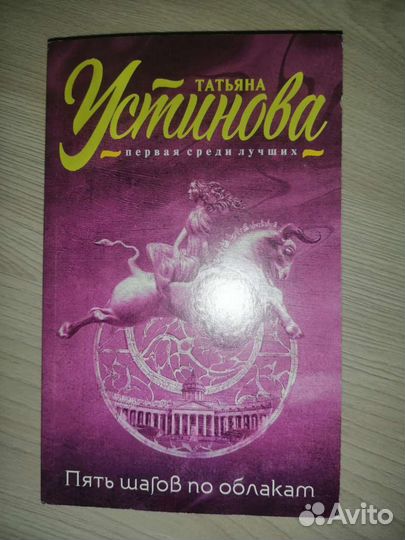 ТАТЬЯНА
Устинова
первая среди лучших
Пять шагов по облакам
Avito